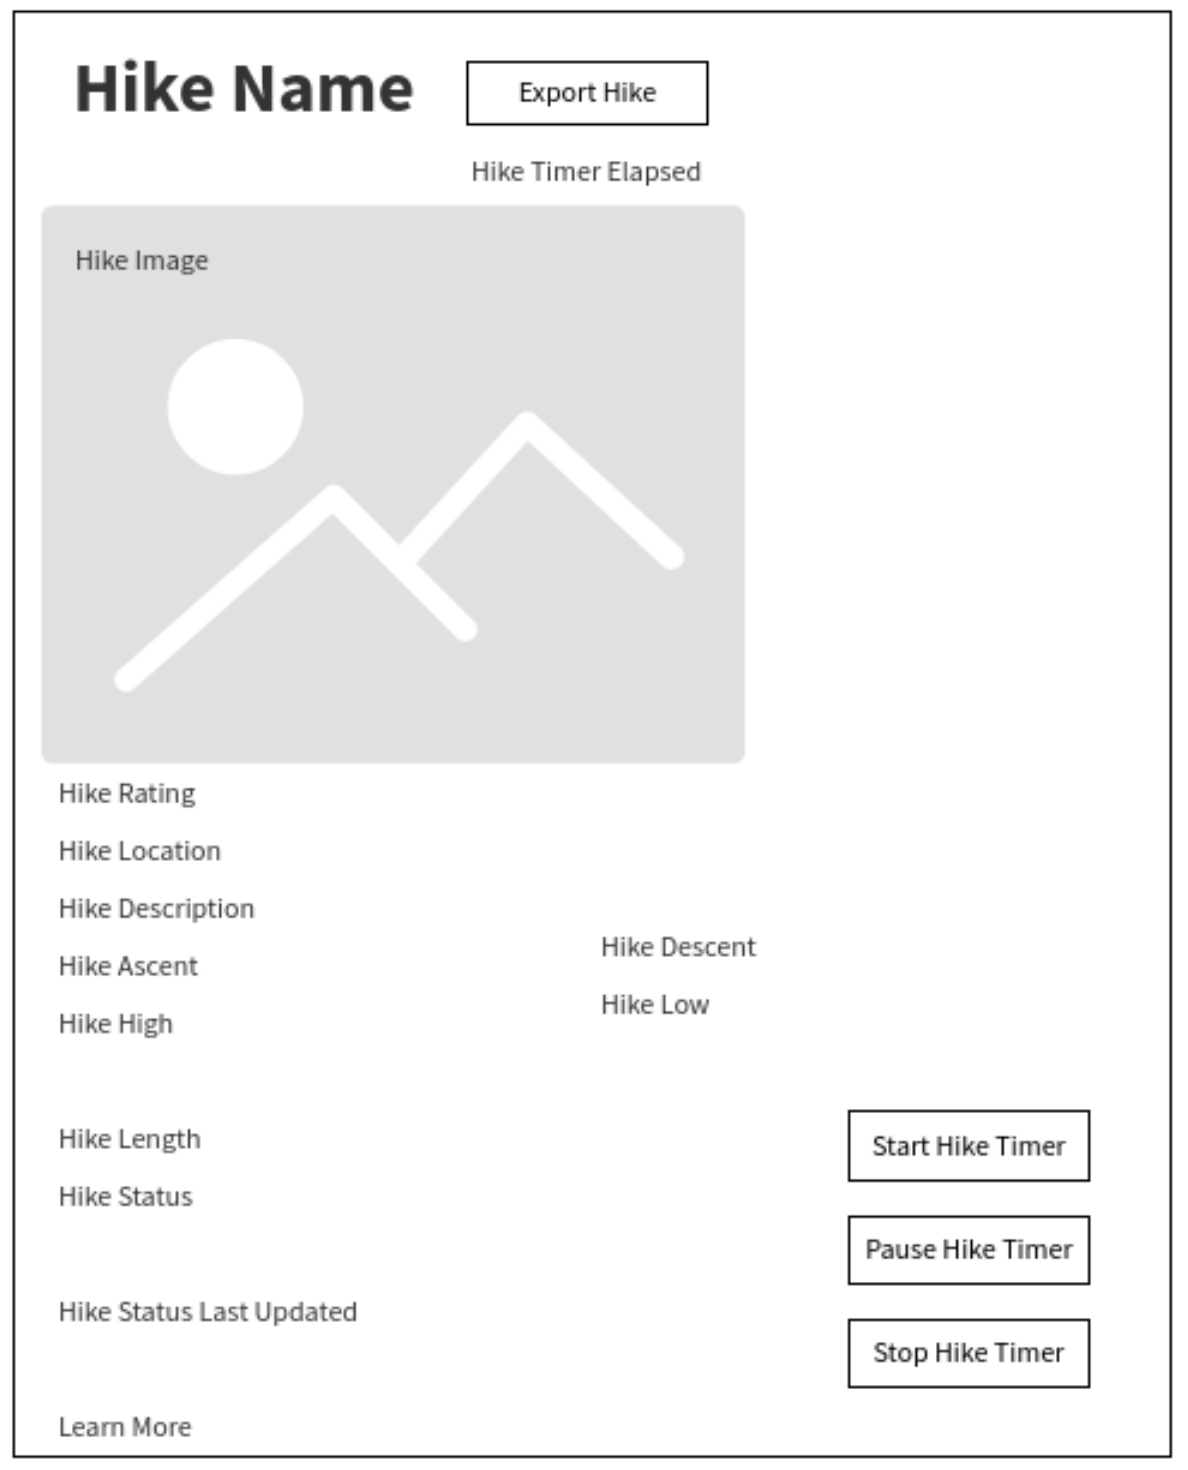 Hike Name
Export Hike
Hike Timer Elapsed
Hike Image
Hike Rating
Hike Location
Hike Description
Hike Ascent
Hike Descent
Hike High
Hike Low
Hike Length
Start Hike Timer
Hike Status
Pause Hike Timer
Hike Status Last Updated
Stop Hike Timer
Learn More